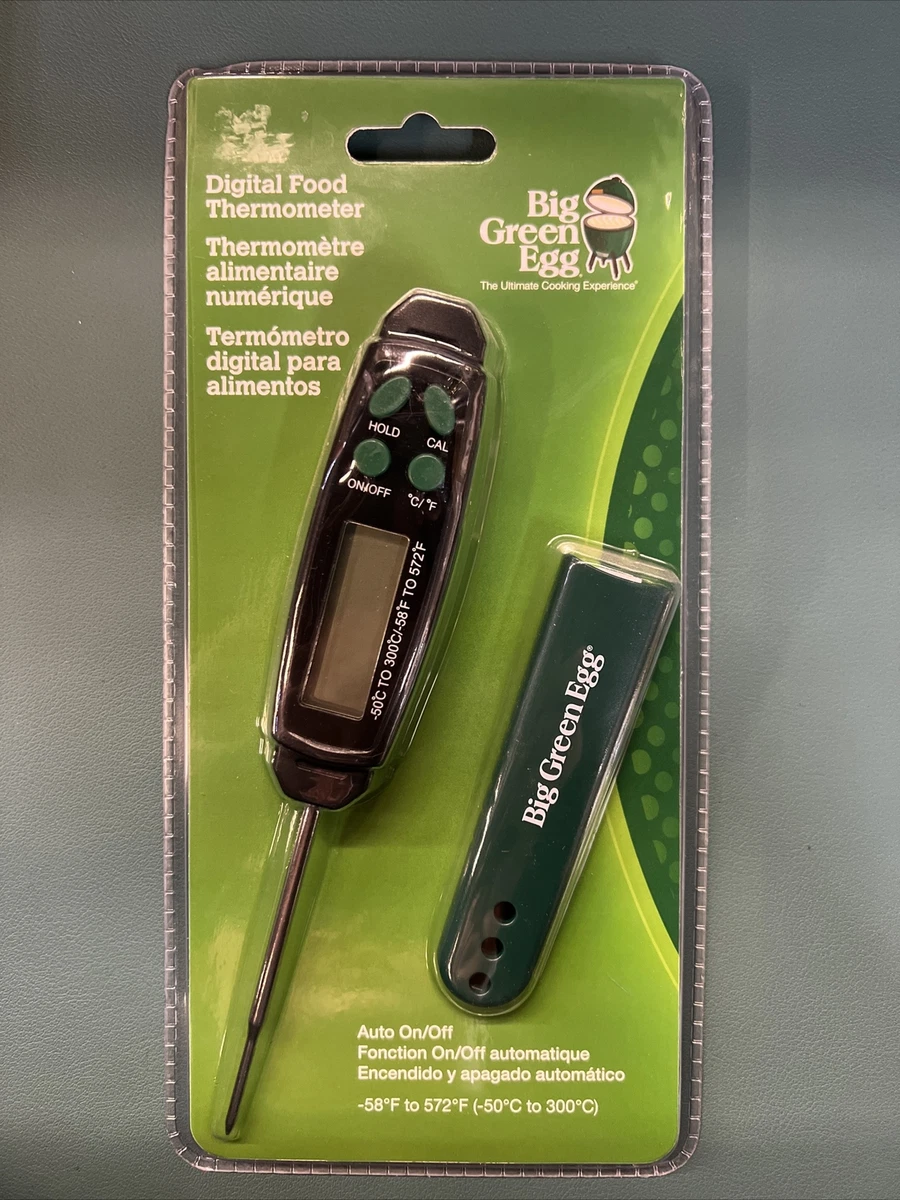 Digital Food
Thermometer
Thermomètre
alimentaire
numérique
Termómetro
digital para
alimentos
Big
Green
Egg®
The Ultimate Cooking Experience®
HOLD
CAL
ON/OFF
°C/°F
-50°C TO 300°C/-58°F TO 572°F
Big Green Egg®
Auto On/Off
Fonction On/Off automatique
Encendido y apagado automático
-58°F to 572°F (-50°C to 300°C)